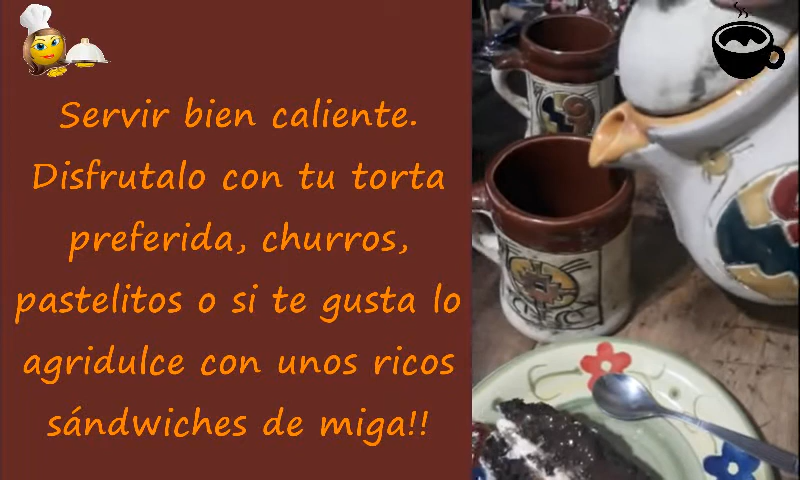 Servir bien caliente.
Disfrutalo con tu torta
preferida, churros,
pastelitos o si te gusta lo
agridulce con unos ricos
sándwiches de miga!!